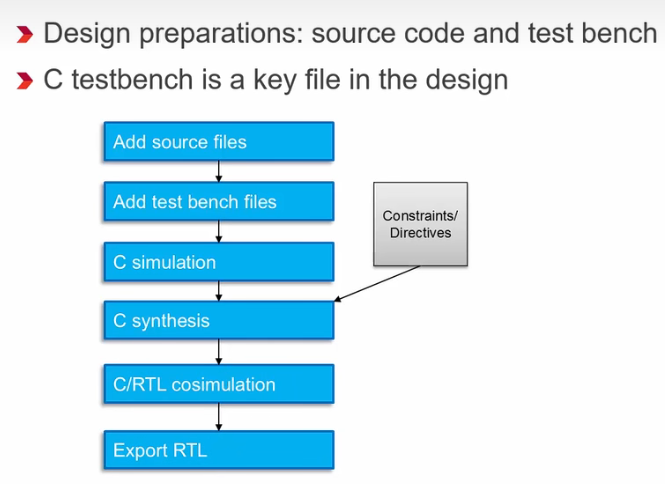 Design preparations: source code and test bench
C testbench is a key file in the design
Add source files
Add test bench files
Constraints/
Directives
C simulation
C synthesis
C/RTL cosimulation
Export RTL